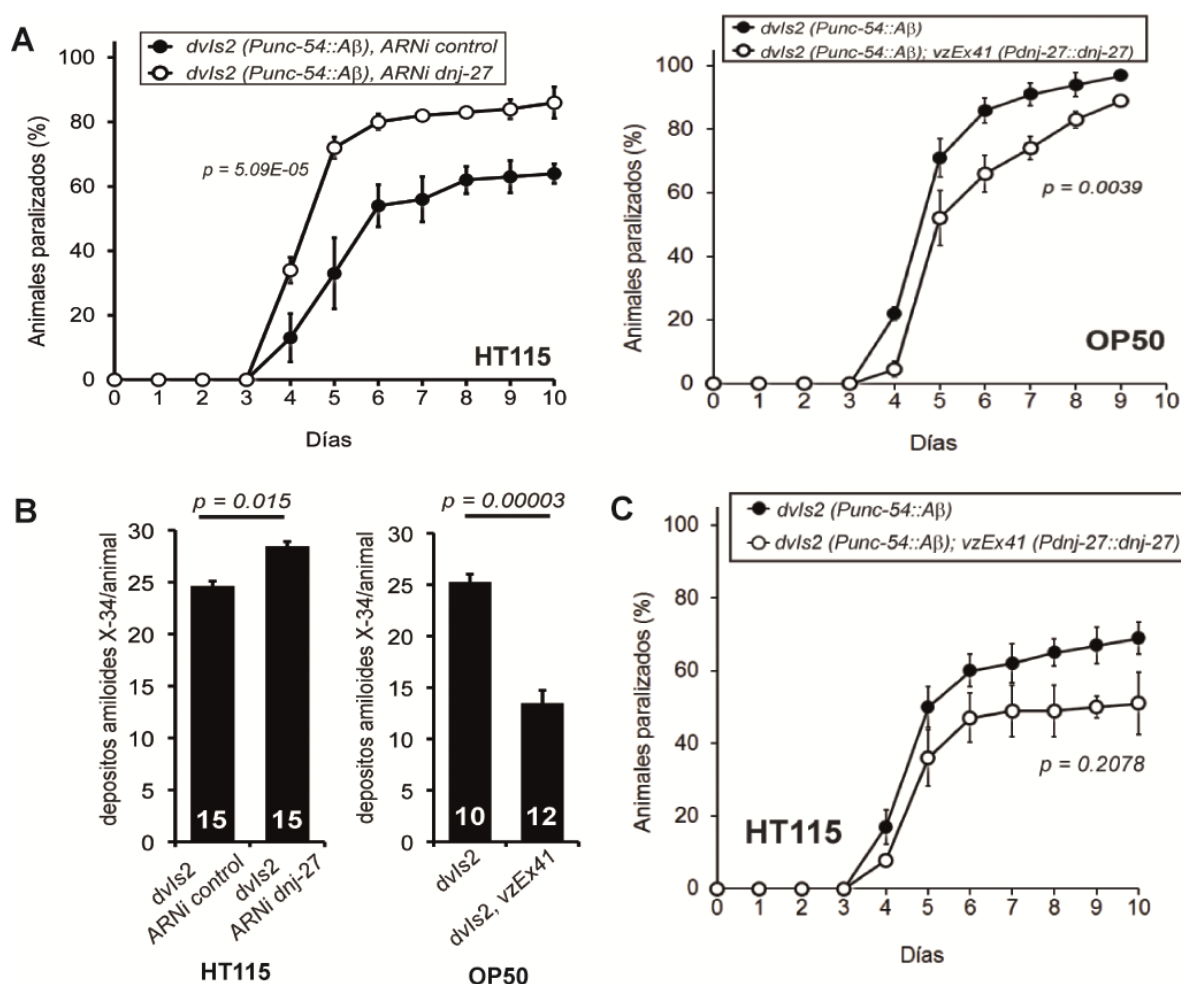 A
dvIs2 (Punc-54::Aβ), ARNi control
dvIs2 (Punc-54::Aβ), ARNi dnj-27
Animales paralizados (%)
100
80
60
40
20
0
p = 5.09E-05
HT115
0 1 2 3 4 5 6 7 8 9 10
Días
dvIs2 (Punc-54::Aβ)
dvIs2 (Punc-54::Aβ); vzEx41 (Pdnj-27::dnj-27)
Animales paralizados (%)
100
80
60
40
20
0
p = 0.0039
OP50
0 1 2 3 4 5 6 7 8 9 10
Días
B
p = 0.015
depositos amiloides X-34/animal
30
25
20
15
10
5
0
15
15
dvIs2
ARNi control
dvIs2
ARNi dnj-27
HT115
p = 0.00003
depositos amiloides X-34/animal
30
25
20
15
10
5
0
10
12
dvIs2
dvIs2, vzEx41
OP50
C
dvIs2 (Punc-54::Aβ)
dvIs2 (Punc-54::Aβ); vzEx41 (Pdnj-27::dnj-27)
Animales paralizados (%)
100
80
60
40
20
0
p = 0.2078
HT115
0 1 2 3 4 5 6 7 8 9 10
Días